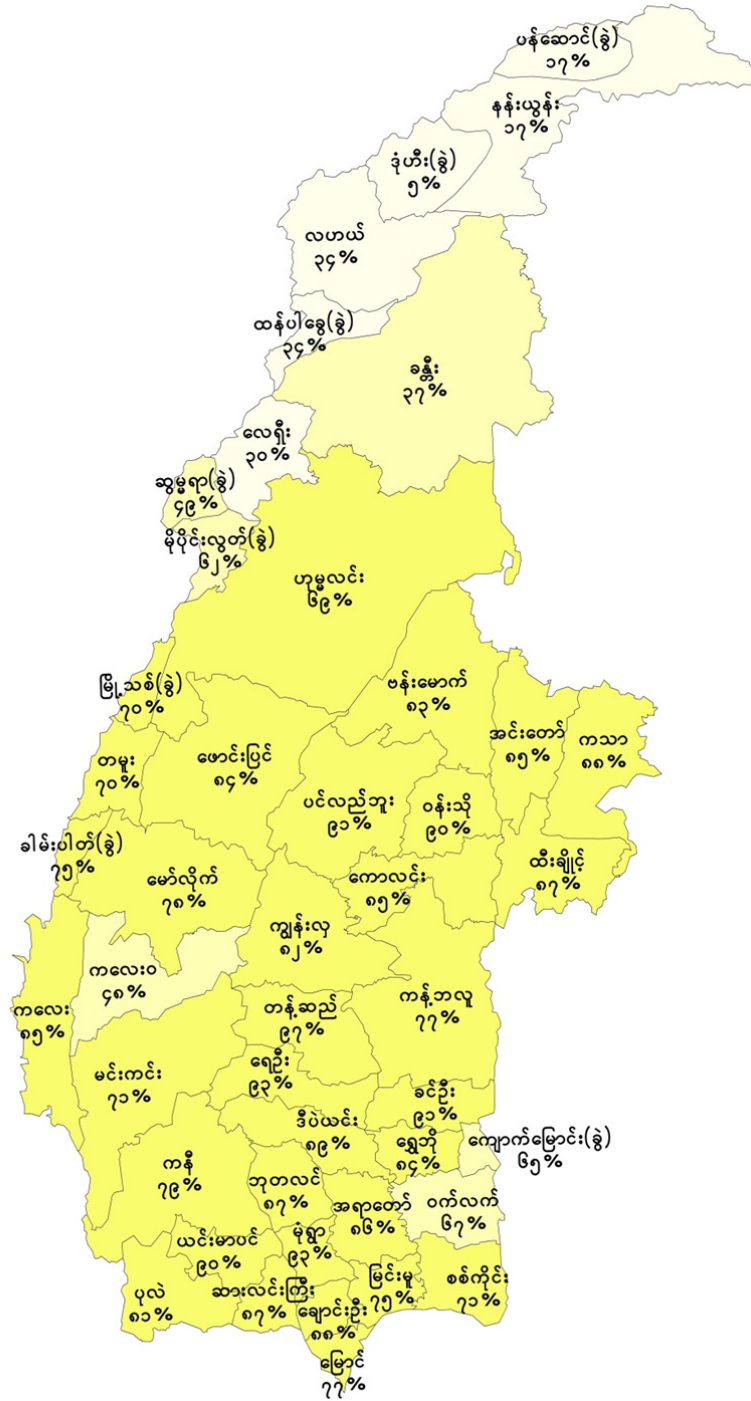 ပန်ဆောင်(ခွဲ)
၁၇%
နန်းယွန်း
၁၇%
ဒုံဟီး(ခွဲ)
၅%
လဟယ်
၃၄%
ထန်ပါခွေ(ခွဲ)
၃၄%
ခန္တီး
၃၇%
လေရှီး
၃၀%
ဆွမ္မရာ(ခွဲ)
၄၉%
မိုပိုင်းလွတ်(ခွဲ)
၆၂%
ဟုမ္မလင်း
၆၉%
မြို့သစ်(ခွဲ)
၇၀%
ဗန်းမောက်
၈၃%
အင်းတော်
၈၅%
ကသာ
၈၈%
တမူး
၇၀%
ဖောင်းပြင်
၈၄%
ပင်လည်ဘူး
၉၁%
ဝန်းသို
၉၀%
ခါမ်းပါတ်(ခွဲ)
၇၅%
မော်လိုက်
၇၈%
ကောလင်း
၈၅%
ထီးချိုင့်
၈၇%
ကျွန်းလှ
၈၂%
ကလေးဝ
၄၈%
ကလေး
၈၅%
တန့်ဆည်
၉၇%
ကန့်ဘလူ
၇၇%
မင်းကင်း
၇၁%
ရေဦး
၉၃%
ခင်ဦး
၉၁%
ဒီပဲယင်း
၈၉%
ရွှေဘို
၈၄%
ကျောက်မြောင်း(ခွဲ)
၆၅%
ကနီ
၇၉%
ဘုတလင်
၈၇%
အရာတော်
၈၆%
ဝက်လက်
၆၇%
ယင်းမာပင်
၉၀%
မုံရွာ
၉၃%
မြင်းမူ
၇၅%
စစ်ကိုင်း
၇၁%
ပုလဲ
၈၁%
ဆားလင်းကြီး
၈၇%
ချောင်းဦး
၈၈%
မြောင်
၇၇%